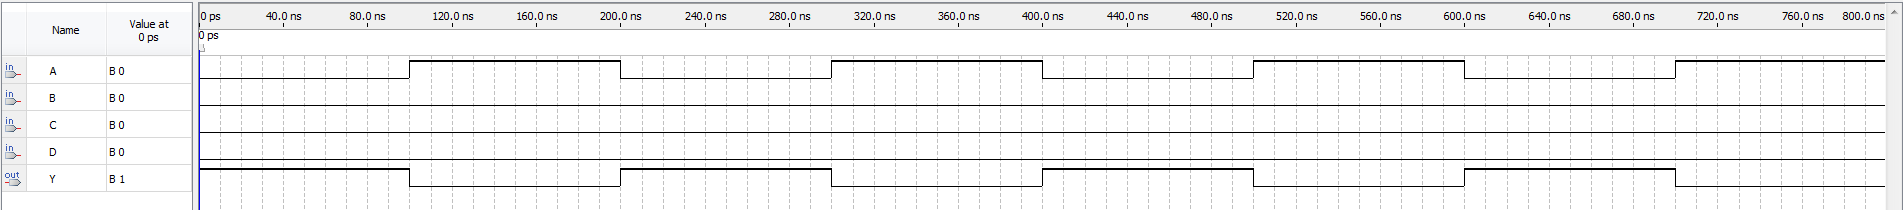 Name Value at 0 ps
0 ps 40.0 ns 80.0 ns 120.0 ns 160.0 ns 200.0 ns 240.0 ns 280.0 ns 320.0 ns 360.0 ns 400.0 ns 440.0 ns 480.0 ns 520.0 ns 560.0 ns 600.0 ns 640.0 ns 680.0 ns 720.0 ns 760.0 ns 800.0 ns
0 ps
in A B 0
in B B 0
in C B 0
in D B 0
out Y B 1